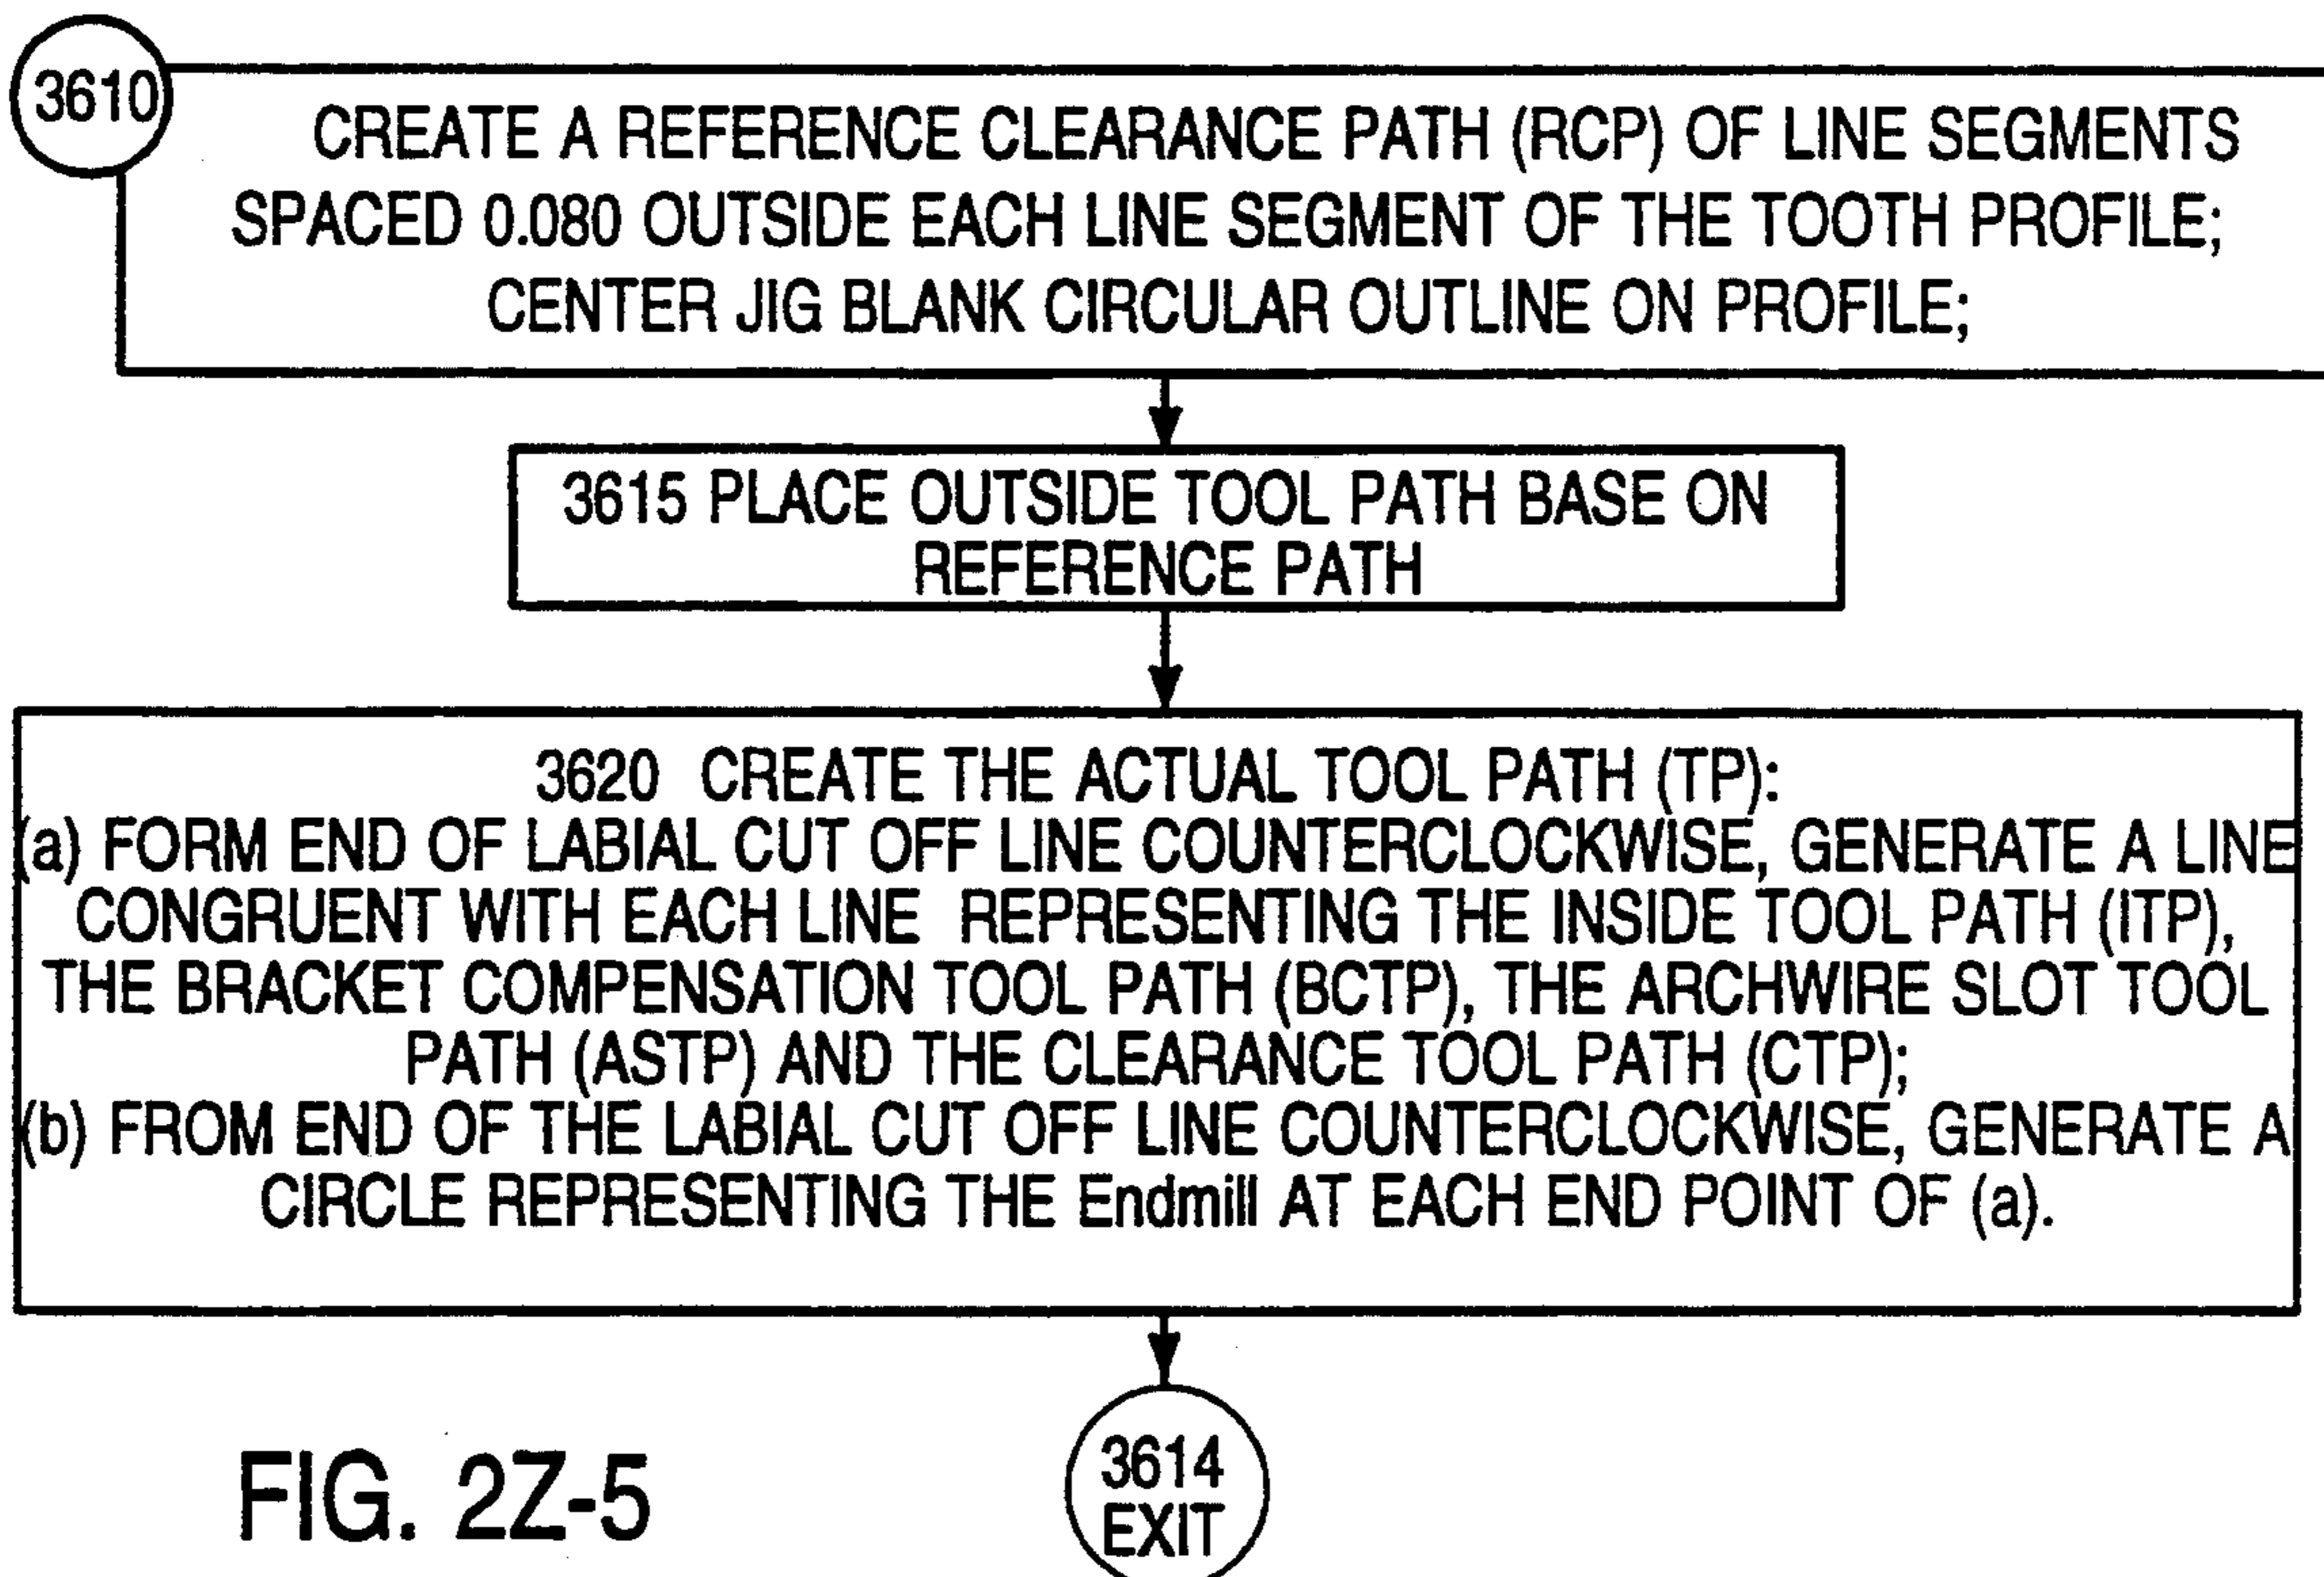 3610
CREATE A REFERENCE CLEARANCE PATH (RCP) OF LINE SEGMENTS
SPACED 0.080 OUTSIDE EACH LINE SEGMENT OF THE TOOTH PROFILE;
CENTER JIG BLANK CIRCULAR OUTLINE ON PROFILE;
3615 PLACE OUTSIDE TOOL PATH BASE ON
REFERENCE PATH
3620 CREATE THE ACTUAL TOOL PATH (TP):
(a) FORM END OF LABIAL CUT OFF LINE COUNTERCLOCKWISE, GENERATE A LINE
CONGRUENT WITH EACH LINE REPRESENTING THE INSIDE TOOL PATH (ITP),
THE BRACKET COMPENSATION TOOL PATH (BCTP), THE ARCHWIRE SLOT TOOL
PATH (ASTP) AND THE CLEARANCE TOOL PATH (CTP);
(b) FROM END OF THE LABIAL CUT OFF LINE COUNTERCLOCKWISE, GENERATE A
CIRCLE REPRESENTING THE Endmill AT EACH END POINT OF (a).
3614
EXIT
FIG. 2Z-5